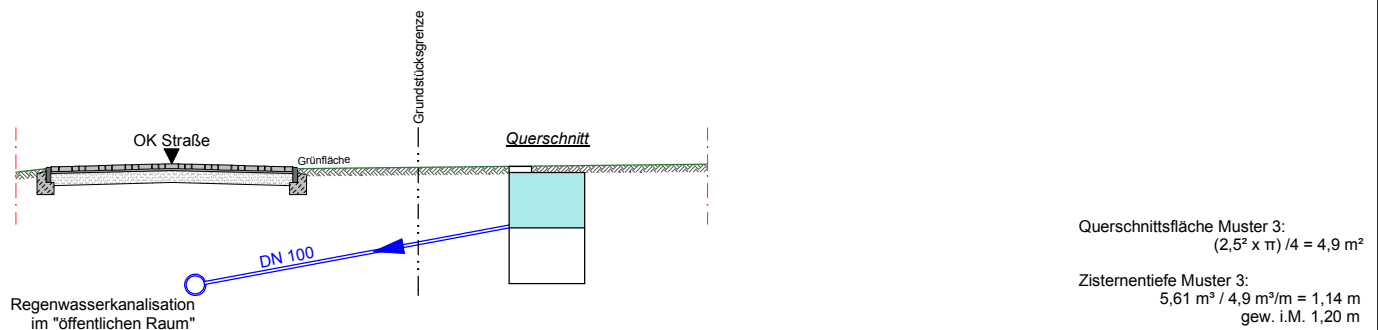 Grundstücksgrenze
OK Straße
Grünfläche
Querschnitt
DN 100
Regenwasserkanalisation
im "öffentlichen Raum"
Querschnittsfläche Muster 3:
(2,5² x π) /4 = 4,9 m²
Zisternentiefe Muster 3:
5,61 m³ / 4,9 m³/m = 1,14 m
gew. i.M. 1,20 m